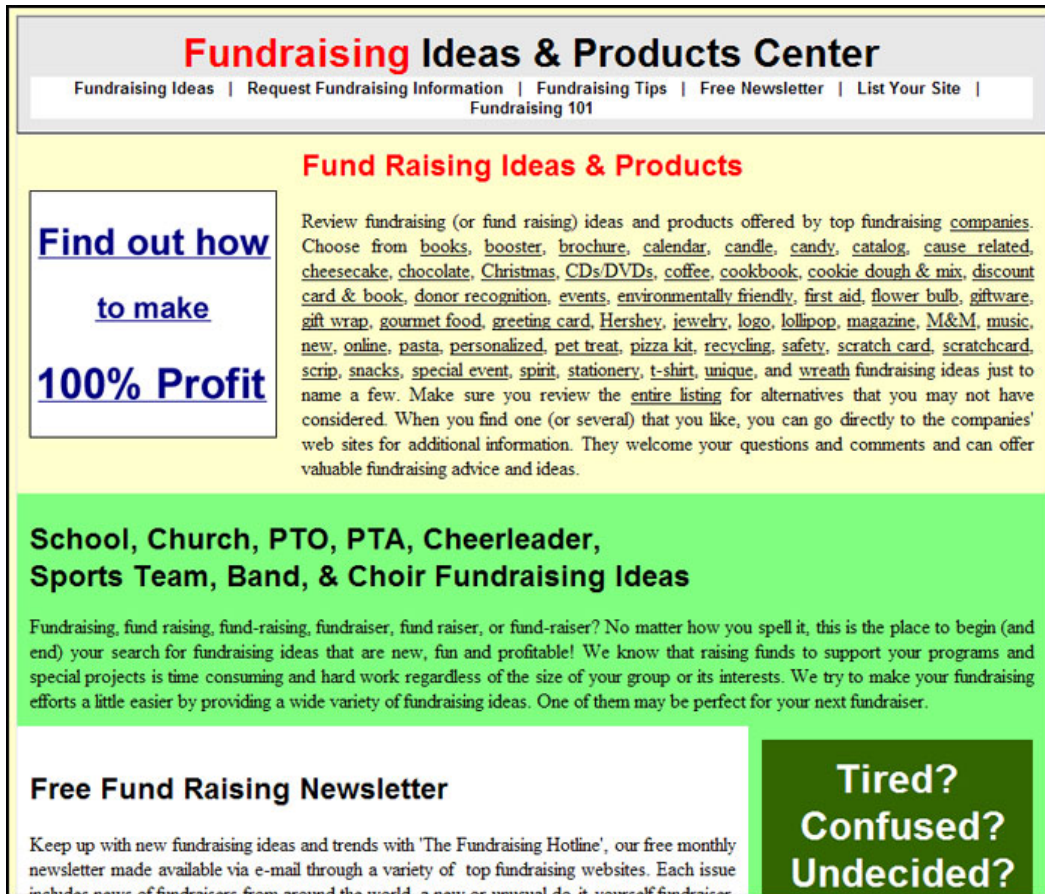 Fundraising Ideas & Products Center
Fundraising Ideas | Request Fundraising Information | Fundraising Tips | Free Newsletter | List Your Site |
Fundraising 101
Find out how
to make
100% Profit
Fund Raising Ideas & Products
Review fundraising (or fund raising) ideas and products offered by top fundraising companies.
Choose from books, booster, brochure, calendar, candle, candy, catalog, cause related,
cheesecake, chocolate, Christmas, CDs/DVDs, coffee, cookbook, cookie dough & mix, discount
card & book, donor recognition, events, environmentally friendly, first aid, flower bulb, giftware,
gift wrap, gourmet food, greeting card, Hershey, jewelry, logo, lollipop, magazine, M&M, music,
new, online, pasta, personalized, pet treat, pizza kit, recycling, safety, scratch card, scratchcard,
scrip, snacks, special event, spirit, stationery, t-shirt, unique, and wreath fundraising ideas just to
name a few. Make sure you review the entire listing for alternatives that you may not have
considered. When you find one (or several) that you like, you can go directly to the companies'
web sites for additional information. They welcome your questions and comments and can offer
valuable fundraising advice and ideas.
School, Church, PTO, PTA, Cheerleader,
Sports Team, Band, & Choir Fundraising Ideas
Fundraising, fund raising, fund-raising, fundraiser, fund raiser, or fund-raiser? No matter how you spell it, this is the place to begin (and
end) your search for fundraising ideas that are new, fun and profitable! We know that raising funds to support your programs and
special projects is time consuming and hard work regardless of the size of your group or its interests. We try to make your fundraising
efforts a little easier by providing a wide variety of fundraising ideas. One of them may be perfect for your next fundraiser.
Free Fund Raising Newsletter
Keep up with new fundraising ideas and trends with 'The Fundraising Hotline', our free monthly
newsletter made available via e-mail through a variety of top fundraising websites. Each issue
includes news of fundraisers from around the world, a new or unusual do-it-yourself fundraiser,
Tired?
Confused?
Undecided?